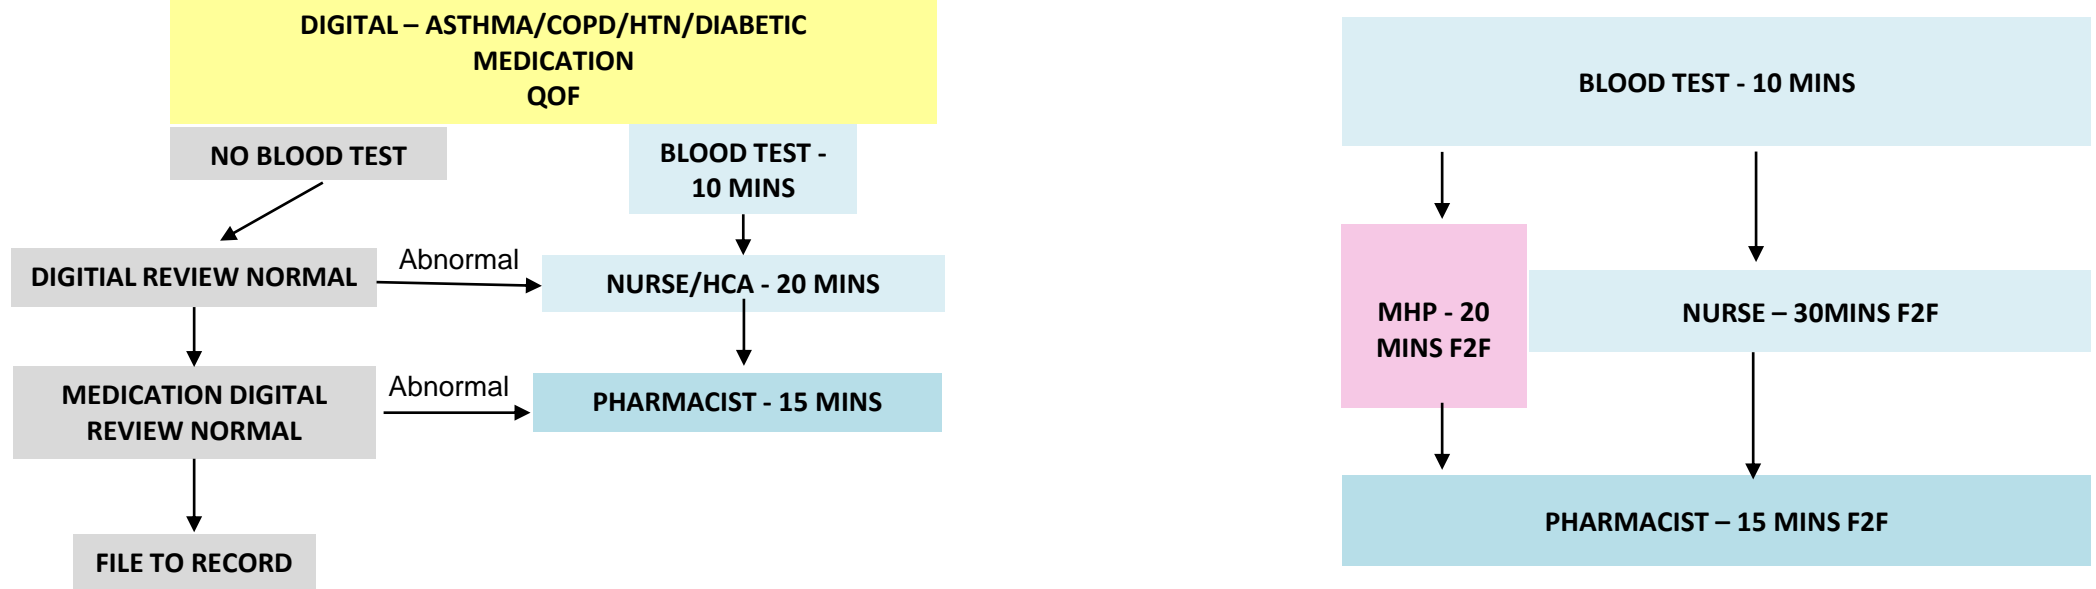 DIGITAL – ASTHMA/COPD/HTN/DIABETIC
MEDICATION
QOF
NO BLOOD TEST
BLOOD TEST -
10 MINS
DIGITIAL REVIEW NORMAL
Abnormal
NURSE/HCA - 20 MINS
MEDICATION DIGITAL
REVIEW NORMAL
Abnormal
PHARMACIST - 15 MINS
FILE TO RECORD
BLOOD TEST - 10 MINS
MHP - 20
MINS F2F
NURSE – 30MINS F2F
PHARMACIST – 15 MINS F2F